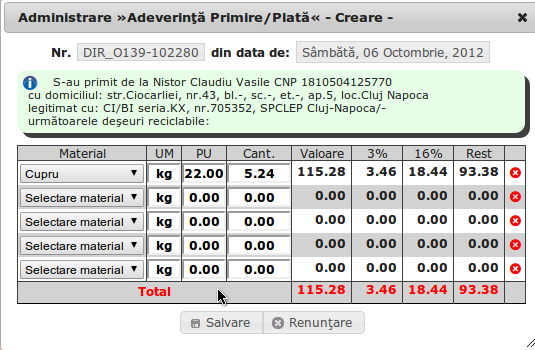 Administrare »Adeverinţă Primire/Plată« - Creare -
Nr. DIR_O139-102280 din data de: Sâmbătă, 06 Octombrie, 2012
S-au primit de la Nistor Claudiu Vasile CNP 1810504125770
cu domiciliul: str.Ciocarliei, nr.43, bl.-, sc.-, et.-, ap.5, loc.Cluj Napoca
legitimat cu: CI/BI seria.KX, nr.705352, SPCLEP Cluj-Napoca/-
următoarele deşeuri reciclabile:
Material UM PU Cant. Valoare 3% 16% Rest
Cupru kg 22.00 5.24 115.28 3.46 18.44 93.38
Selectare material kg 0.00 0.00 0.00 0.00 0.00 0.00
Selectare material kg 0.00 0.00 0.00 0.00 0.00 0.00
Selectare material kg 0.00 0.00 0.00 0.00 0.00 0.00
Selectare material kg 0.00 0.00 0.00 0.00 0.00 0.00
Total 115.28 3.46 18.44 93.38
Salvare Renunţare